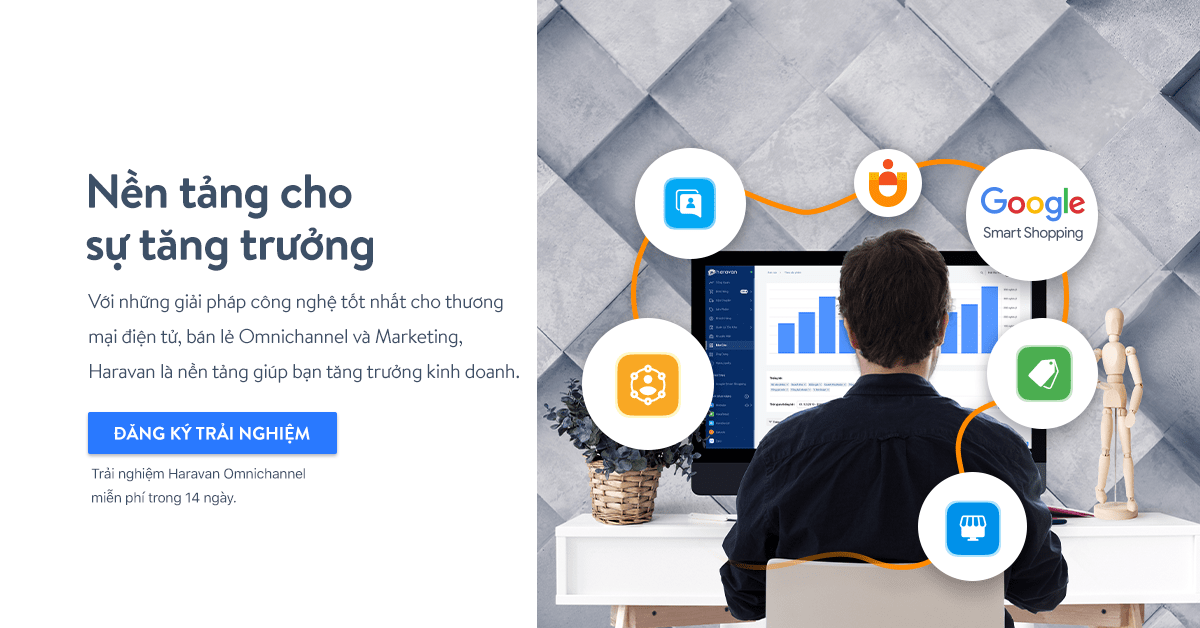 Nền tảng cho
sự tăng trưởng
Với những giải pháp công nghệ tốt nhất cho thương
mại điện tử, bán lẻ Omnichannel và Marketing,
Haravan là nền tảng giúp bạn tăng trưởng kinh doanh.
ĐĂNG KÝ TRẢI NGHIỆM
Trải nghiệm Haravan Omnichannel
miễn phí trong 14 ngày.
Google
Smart Shopping
haravan